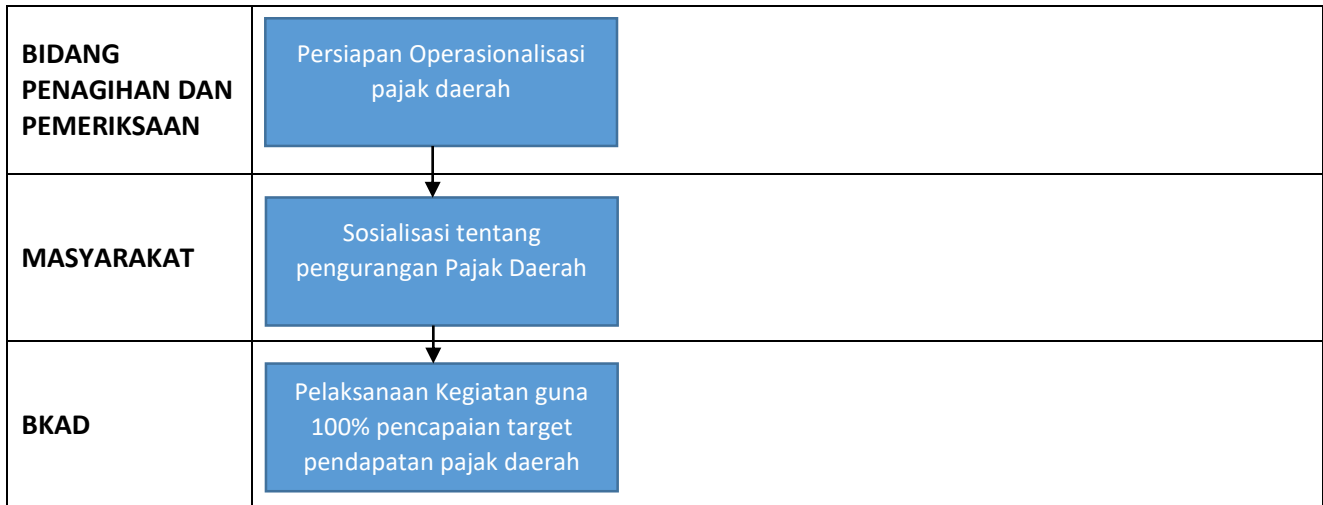 BIDANG
PENAGIHAN DAN
PEMERIKSAAN
Persiapan Operasionalisasi
pajak daerah
MASYARAKAT
Sosialisasi tentang
pengurangan Pajak Daerah
BKAD
Pelaksanaan Kegiatan guna
100% pencapaian target
pendapatan pajak daerah